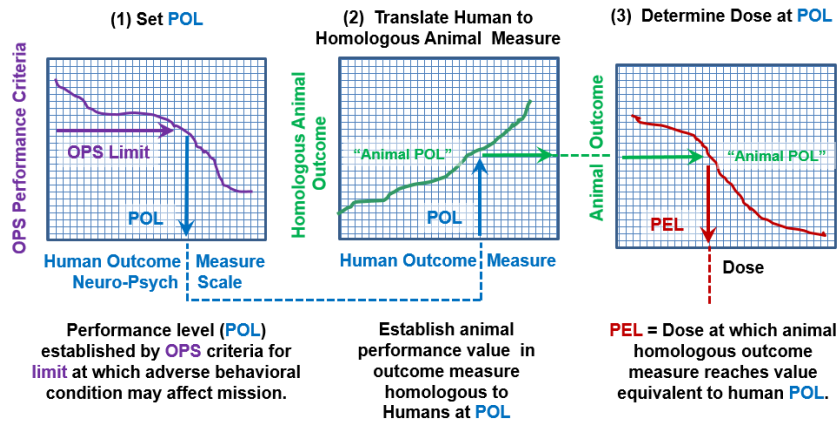 (1) Set POL
OPS Performance Criteria
OPS Limit
POL
Human Outcome Measure
Neuro-Psych Scale
Performance level (POL)
established by OPS criteria for
limit at which adverse behavioral
condition may affect mission.
(2) Translate Human to
Homologous Animal Measure
Homologous Animal
Outcome
“Animal POL”
POL
Human Outcome Measure
Establish animal
performance value in
outcome measure
homologous to
Humans at POL
(3) Determine Dose at POL
Animal Outcome
“Animal POL”
PEL
Dose
PEL = Dose at which animal
homologous outcome
measure reaches value
equivalent to human POL.